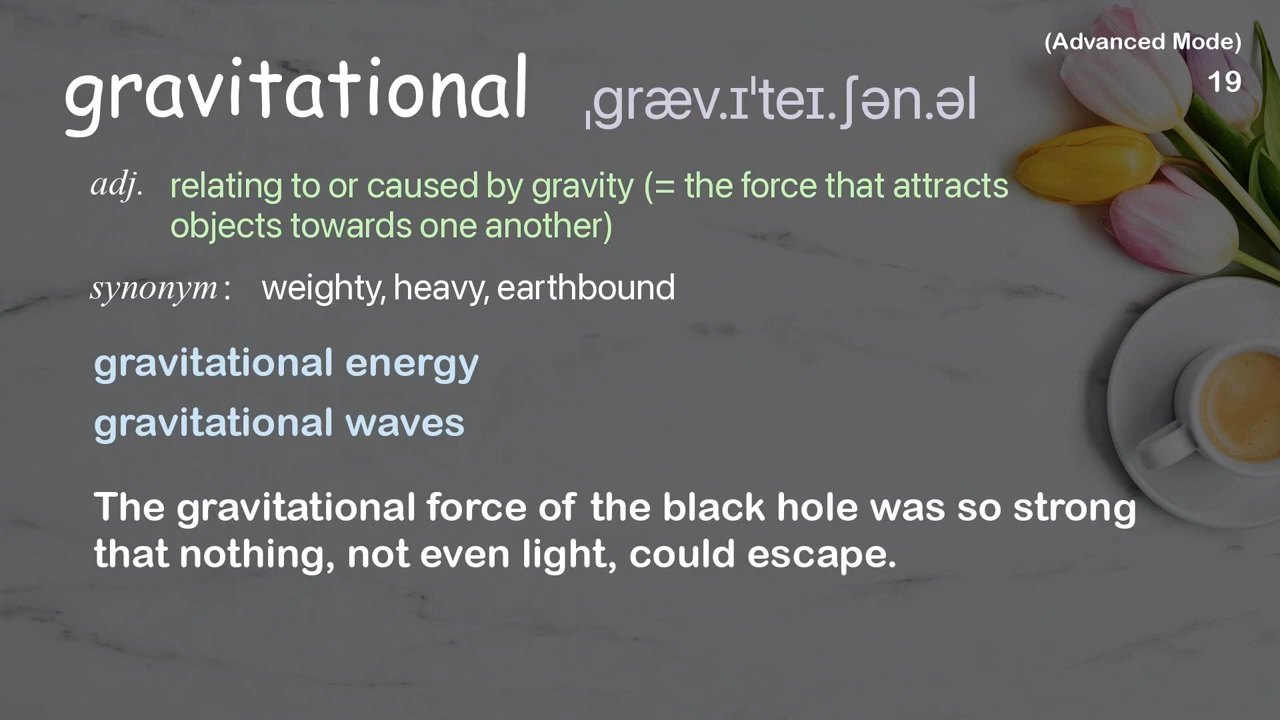 (Advanced Mode)
19
gravitational ˌgræv.ɪˈteɪ.ʃən.əl
adj. relating to or caused by gravity (= the force that attracts
objects towards one another)
synonym: weighty, heavy, earthbound
gravitational energy
gravitational waves
The gravitational force of the black hole was so strong
that nothing, not even light, could escape.